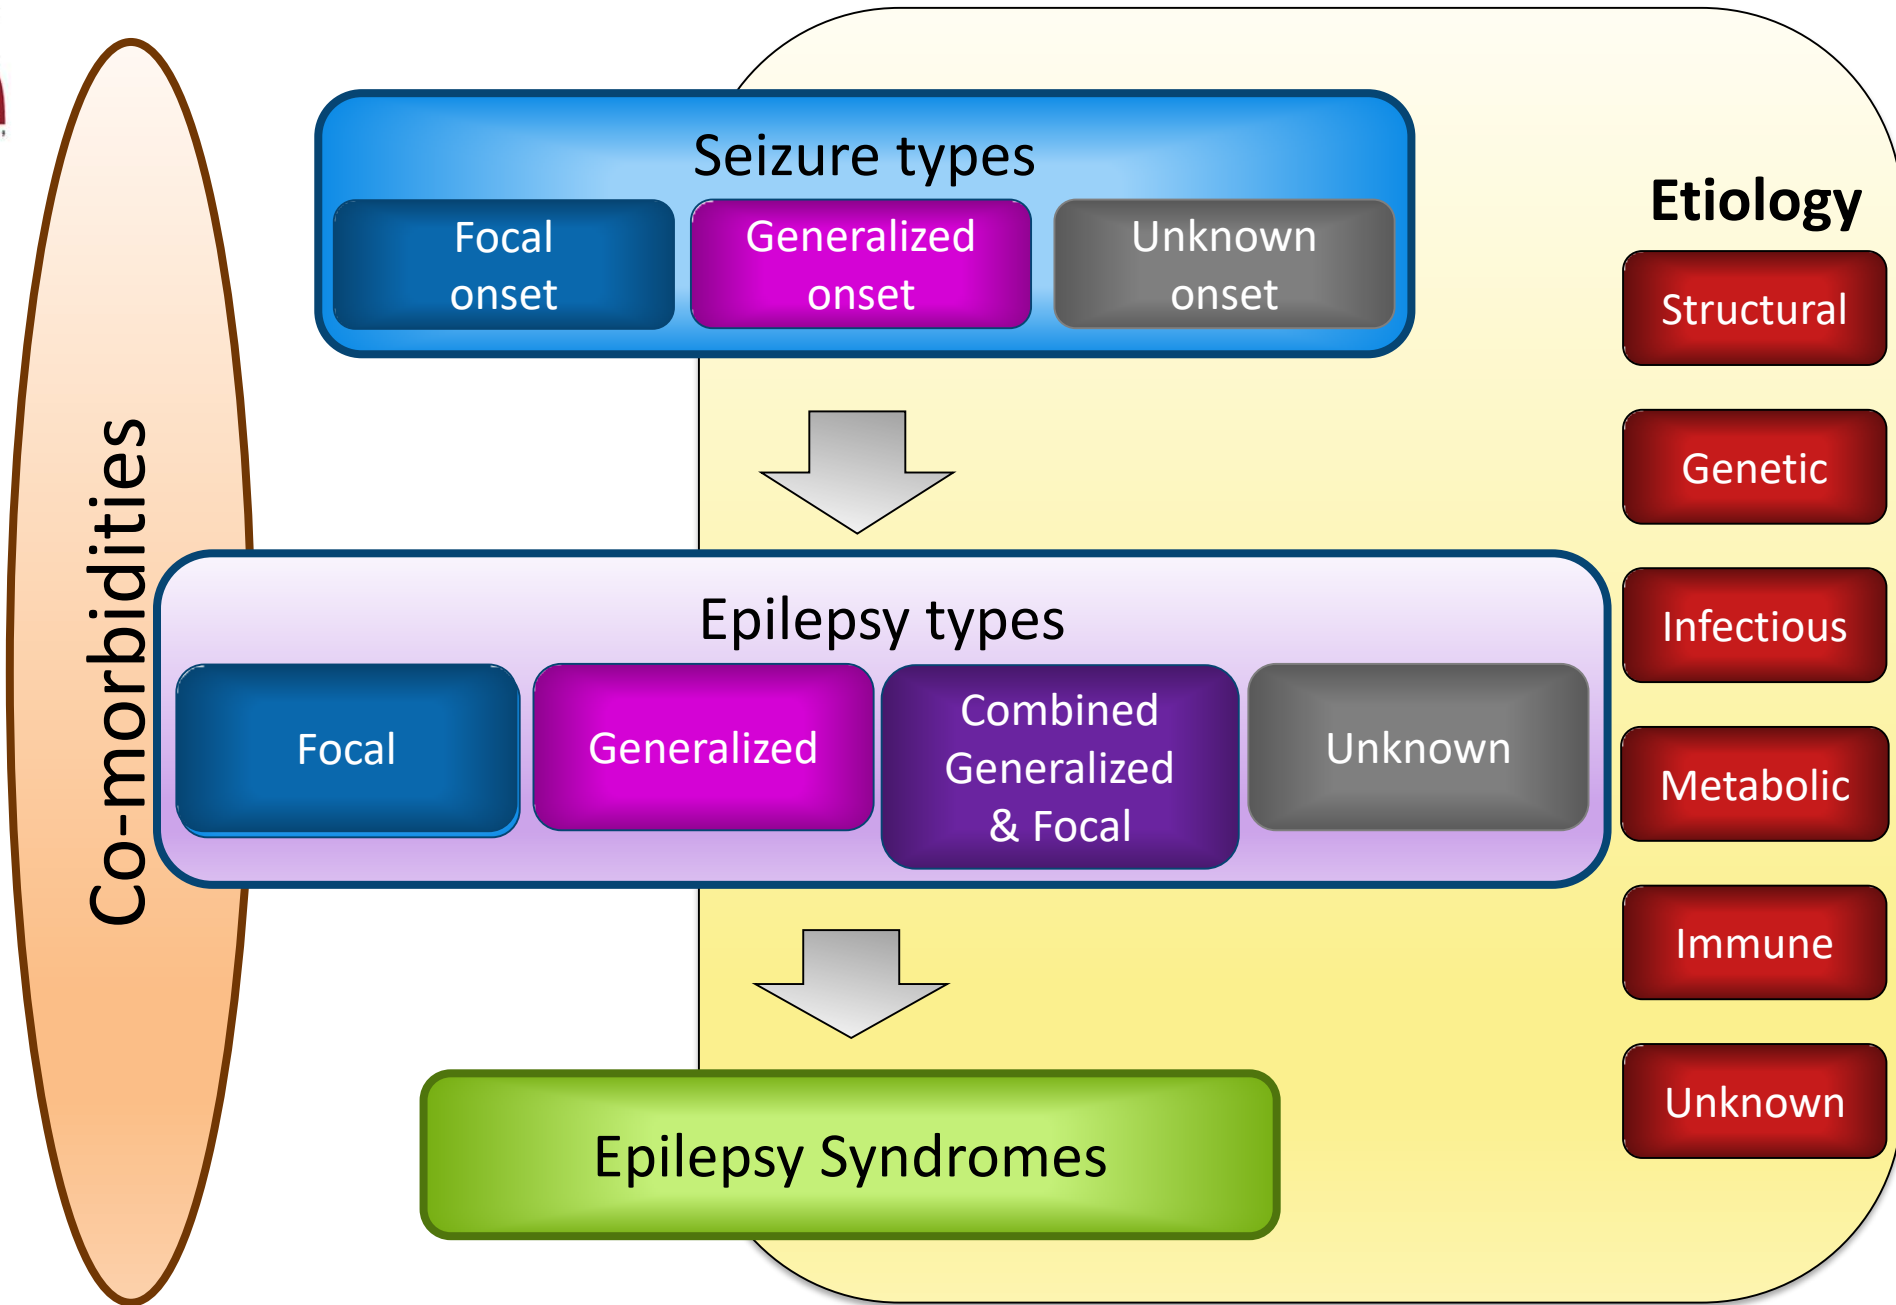 Seizure types
Focal
onset
Generalized
onset
Unknown
onset
Epilepsy types
Focal
Generalized
Combined
Generalized
& Focal
Unknown
Epilepsy Syndromes
Co-morbidities
Etiology
Structural
Genetic
Infectious
Metabolic
Immune
Unknown